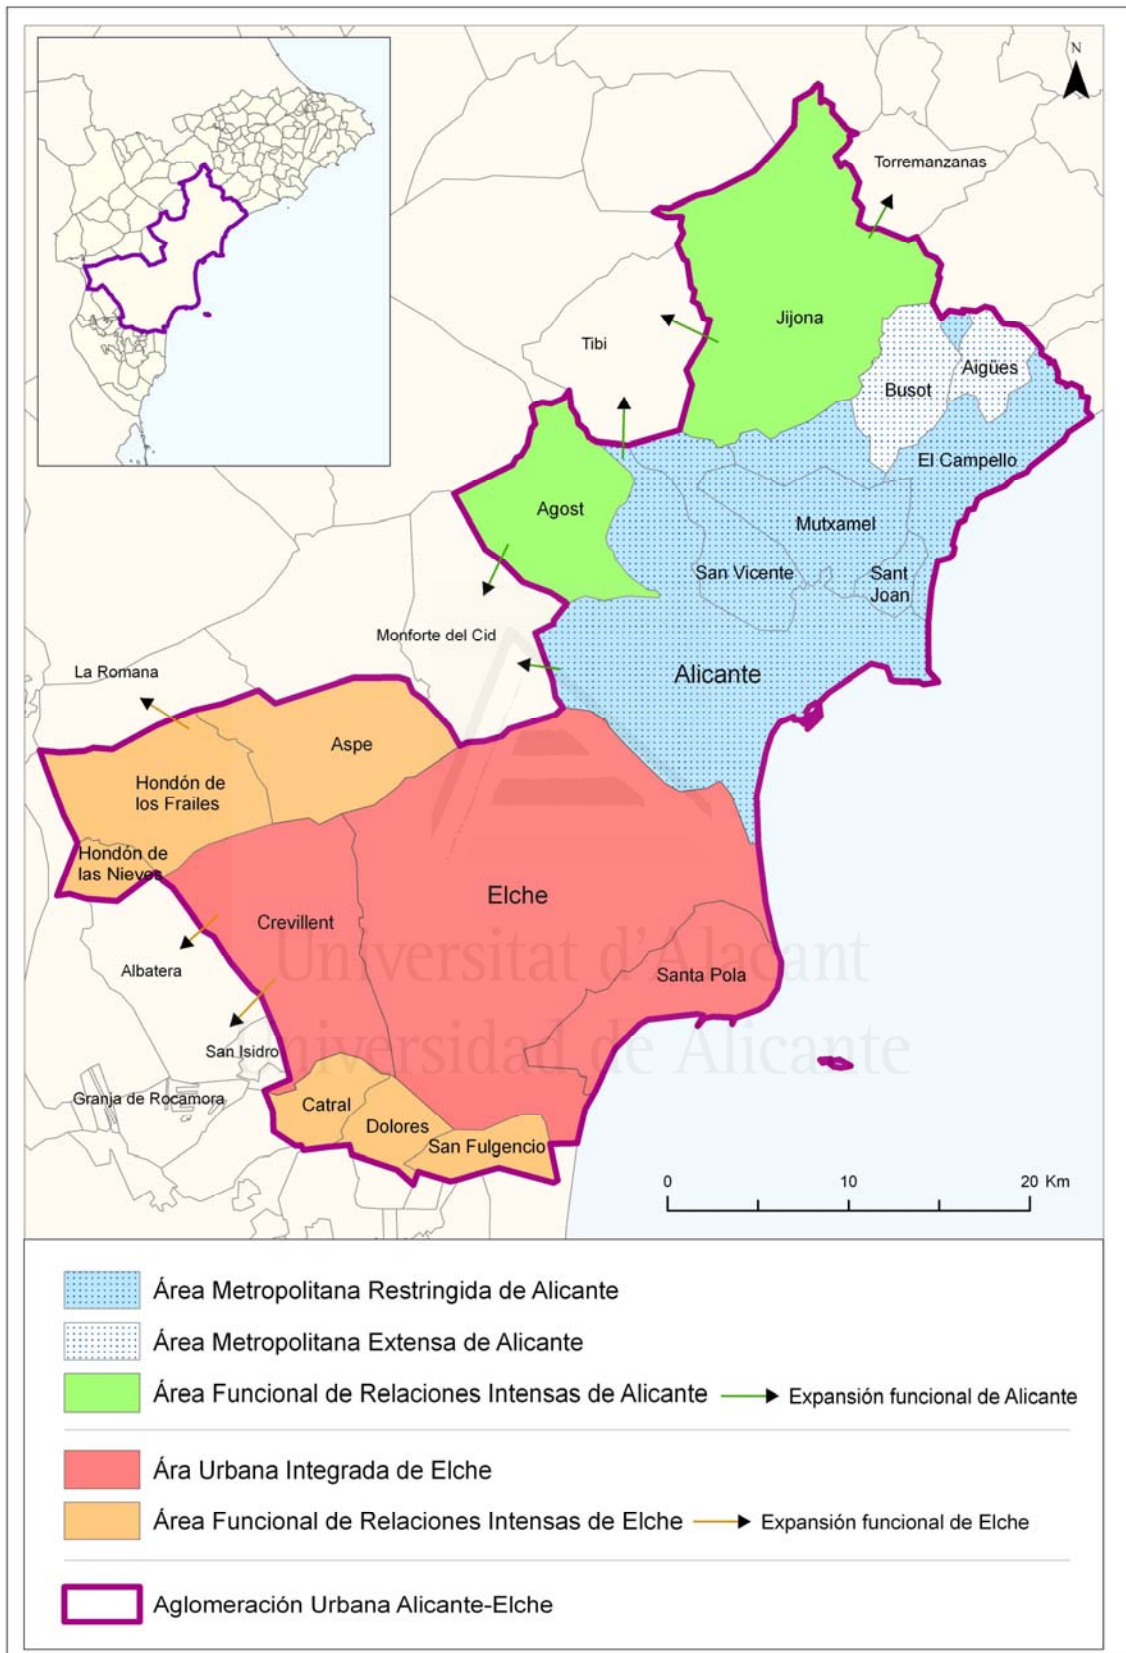 N
Torremanzanas
Jijona
Tibi
Aigües
Busot
El Campello
Agost
Mutxamel
San Vicente
Sant
Joan
Monforte del Cid
La Romana
Alicante
Aspe
Hondón de
los Frailes
Hondón de
las Nieves
Elche
Crevillent
Universitat d'Alacant
Albatera
Santa Pola
Universidad de Alicante
San Isidro
Granja de Rocamora
Catral
Dolores
San Fulgencio
0 10 20 Km
Área Metropolitana Restringida de Alicante
Área Metropolitana Extensa de Alicante
Área Funcional de Relaciones Intensas de Alicante Expansión funcional de Alicante
Ára Urbana Integrada de Elche
Área Funcional de Relaciones Intensas de Elche Expansión funcional de Elche
Aglomeración Urbana Alicante-Elche